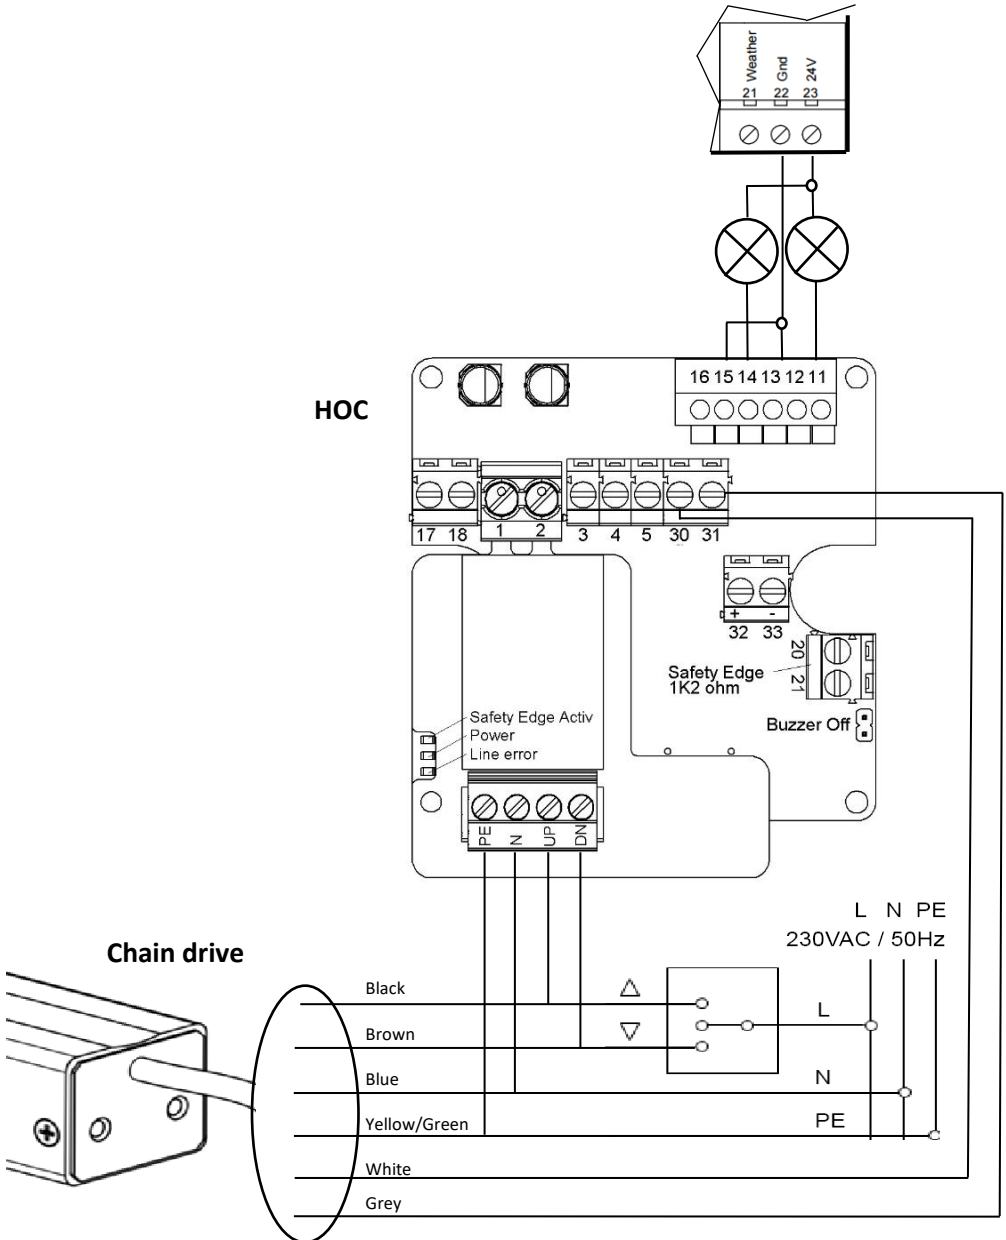 Weather
Gnd
24V
21 22 23
16 15 14 13 12 11
HOC
17 18 1 2 3 4 5 30 31
+ -
32 33
20
21
Safety Edge
1K2 ohm
Buzzer Off
Safety Edge Activ
Power
Line error
PE N UP DN
L N PE
230VAC / 50Hz
Chain drive
Black
L
Brown
Blue
N
Yellow/Green
PE
White
Grey